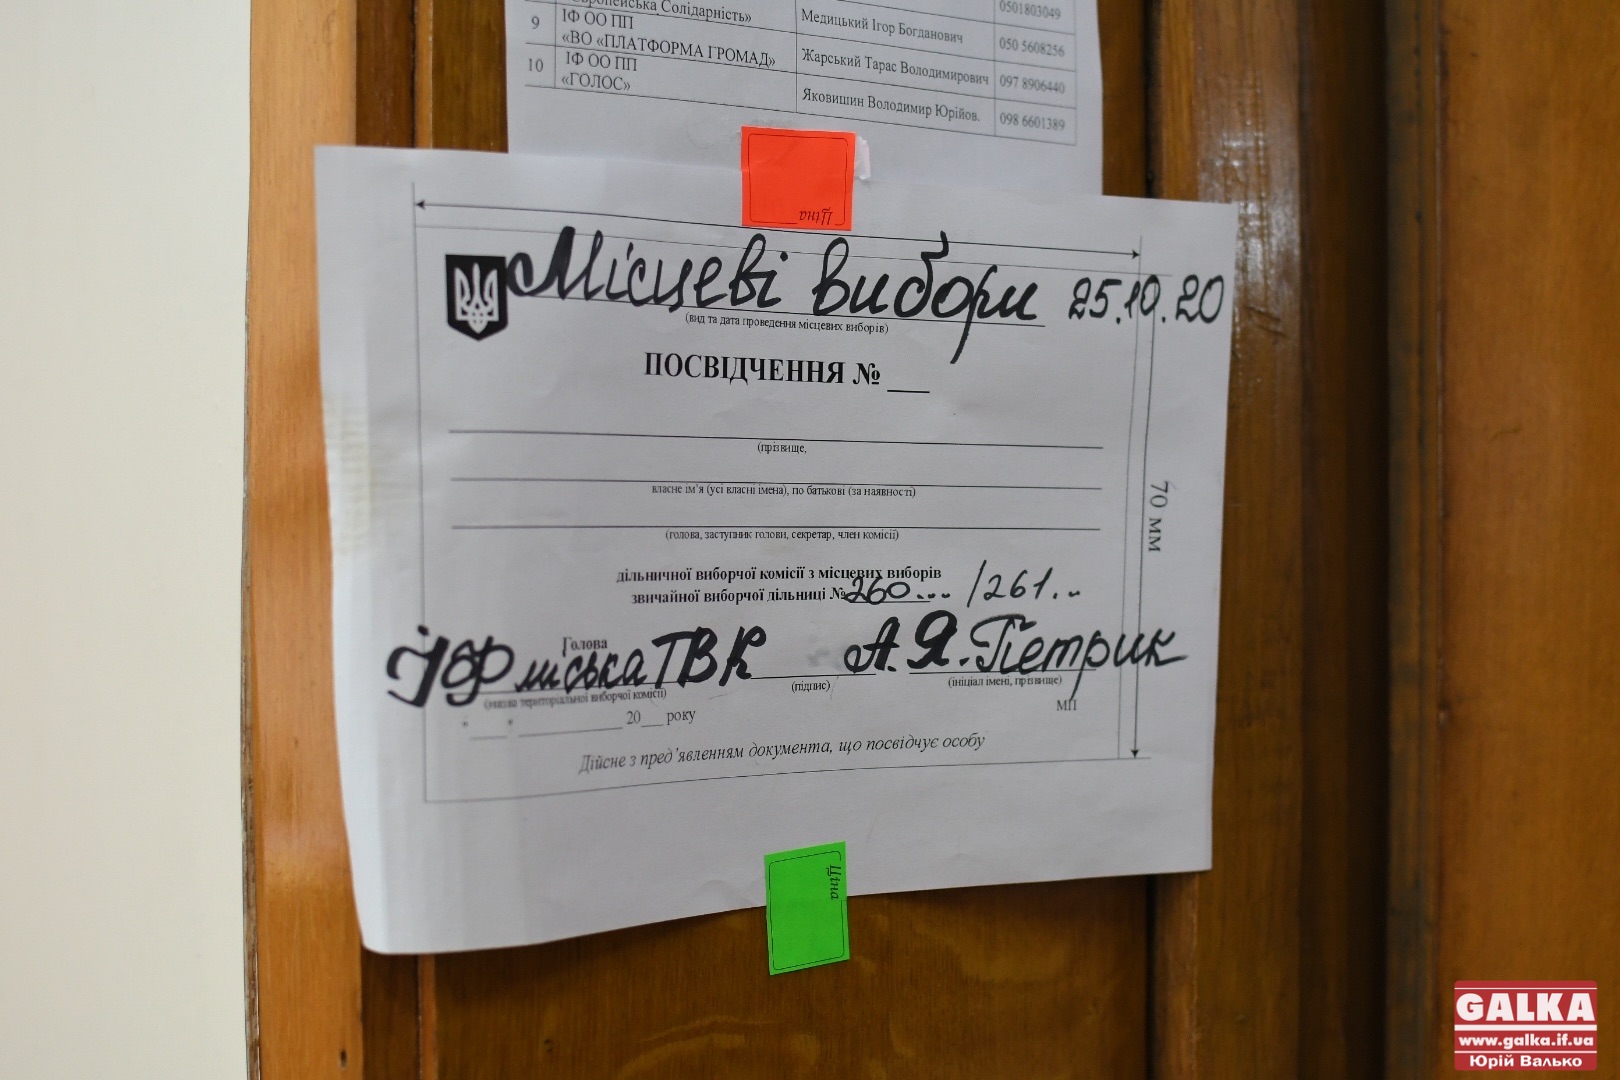 «Європейська Солідарність» Медицький Ігор Богданович 0501803049
9 ІФ ОО ПП
«ВО «ПЛАТФОРМА ГРОМАД» Жарський Тарас Володимирович 050 5608256
10 ІФ ОО ПП 097 8906440
«ГОЛОС» Яковишин Володимир Юрійов. 098 6601389
Ціна
Місцеві вибори 25.10.20
(вид та дата проведення місцевих виборів)
ПОСВІДЧЕННЯ № ___
(прізвище,
власне ім’я (усі власні імена), по батькові (за наявності)
(голова, заступник голови, секретар, член комісії)
70 мм
дільничної виборчої комісії з місцевих виборів
звичайної виборчої дільниці № 260... /261..
Голова
ІФ міська ТВК А. Я. Петрик
(назва територіальної виборчої комісії) (підпис) (ініціал імені, прізвище)
20___ року МП
Дійсне з пред’явленням документа, що посвідчує особу
Ціна
GALKA
www.galka.if.ua
Юрій Валько